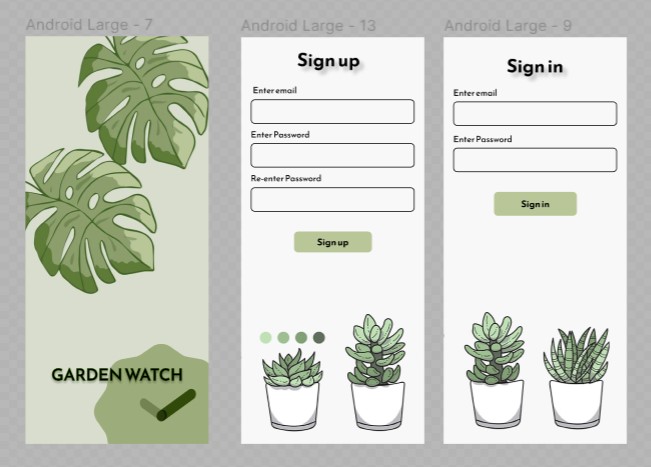 Android Large - 7
GARDEN WATCH
Android Large - 13
Sign up
Enter email
Enter Password
Re-enter Password
Sign up
Android Large - 9
Sign in
Enter email
Enter Password
Sign in